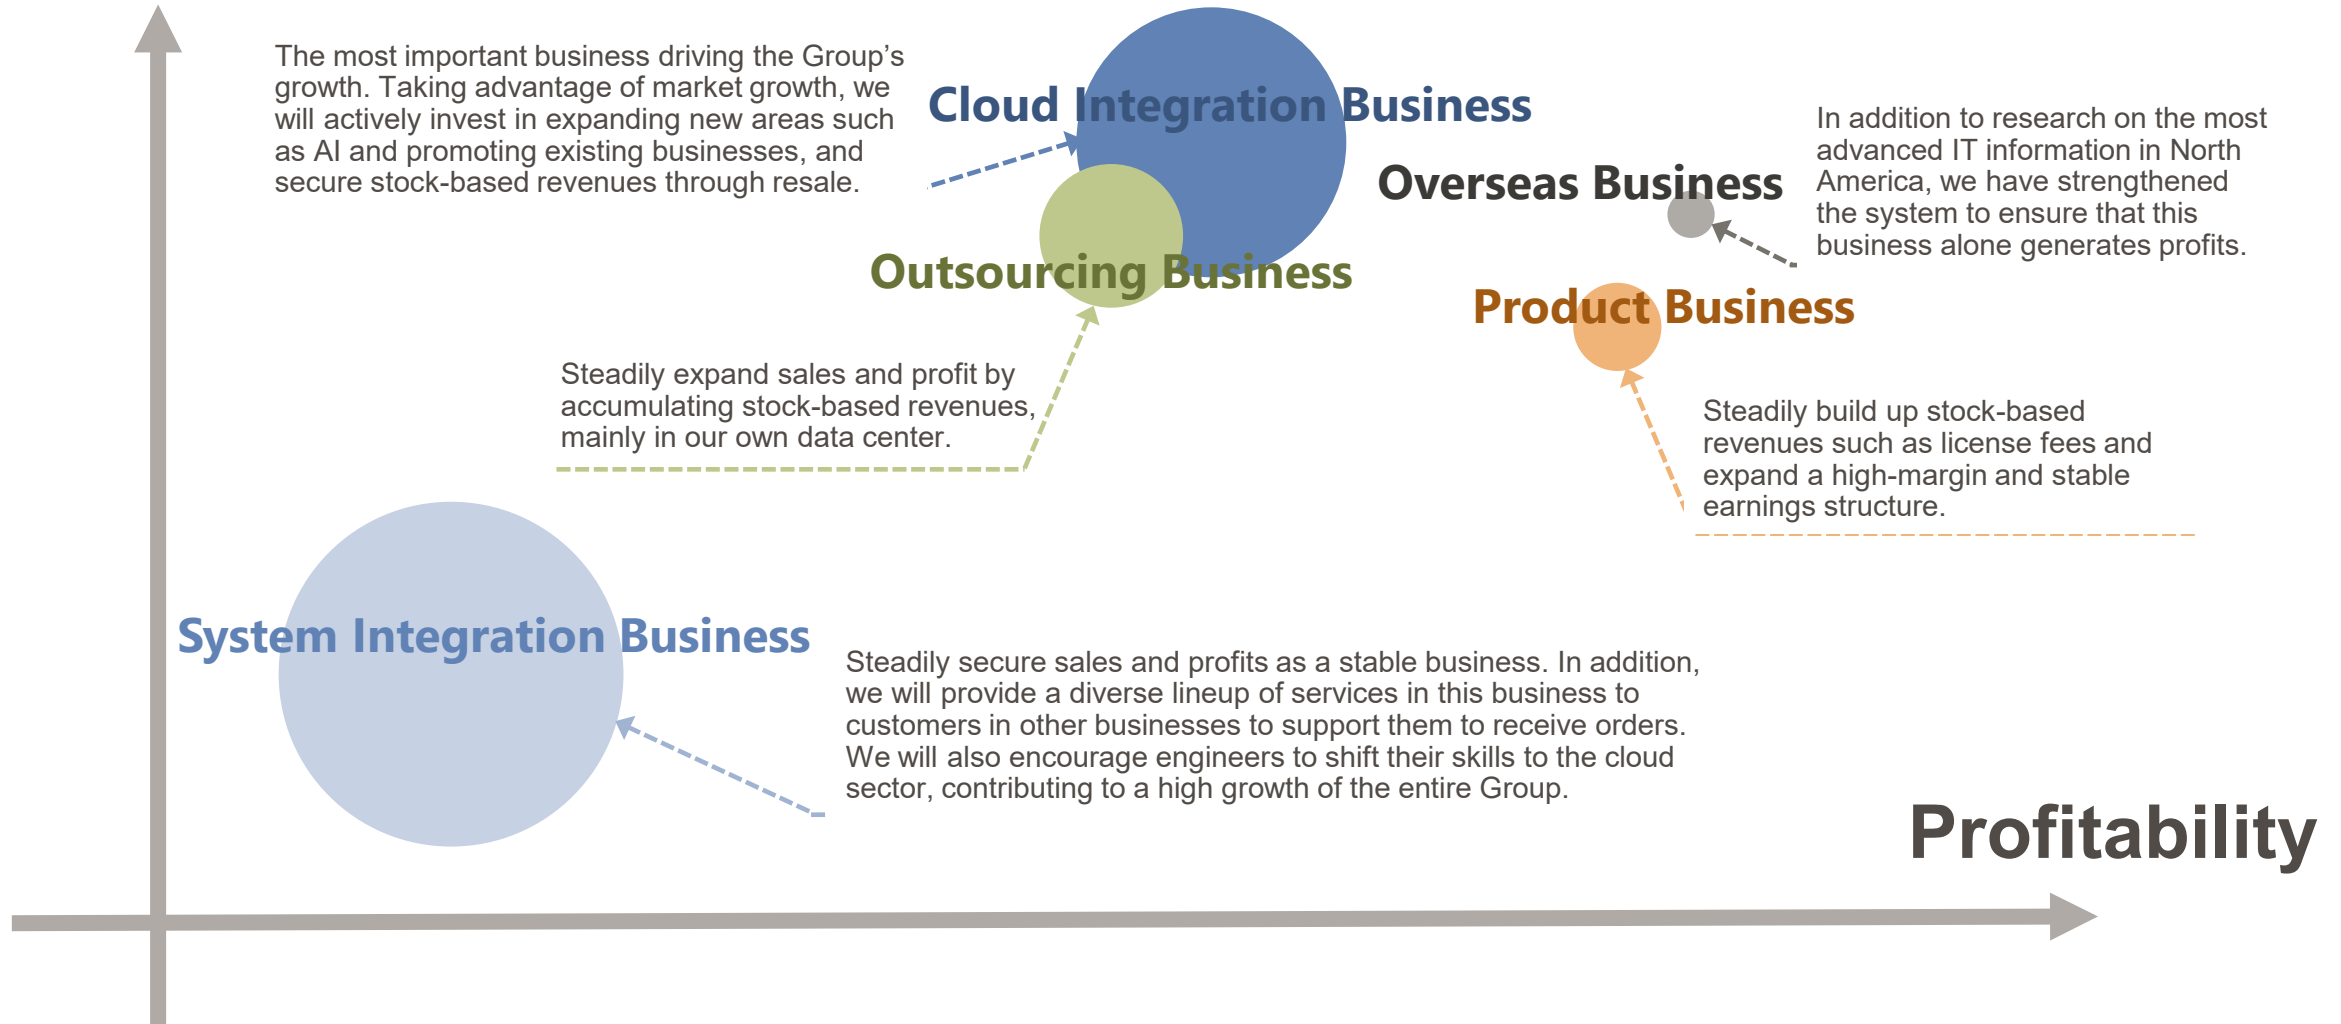 The most important business driving the Group’s
growth. Taking advantage of market growth, we
will actively invest in expanding new areas such
as AI and promoting existing businesses, and
secure stock-based revenues through resale.
Cloud Integration Business
In addition to research on the most
advanced IT information in North
America, we have strengthened
the system to ensure that this
business alone generates profits.
Overseas Business
Outsourcing Business
Product Business
Steadily expand sales and profit by
accumulating stock-based revenues,
mainly in our own data center.
Steadily build up stock-based
revenues such as license fees and
expand a high-margin and stable
earnings structure.
System Integration Business
Steadily secure sales and profits as a stable business. In addition,
we will provide a diverse lineup of services in this business to
customers in other businesses to support them to receive orders.
We will also encourage engineers to shift their skills to the cloud
sector, contributing to a high growth of the entire Group.
Profitability